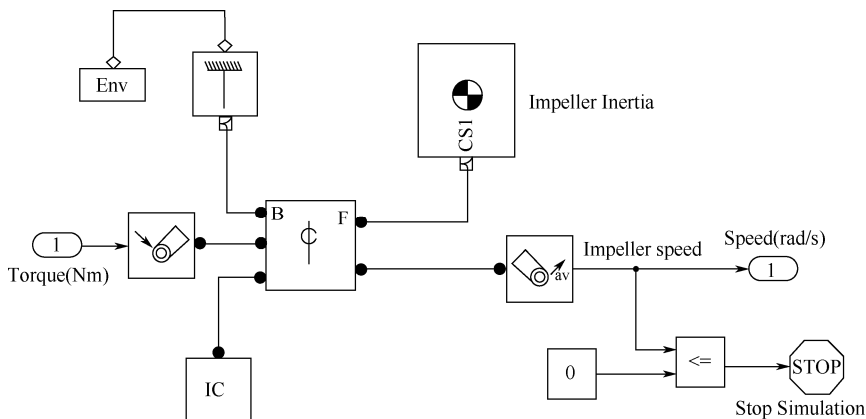 Env
CS1
Impeller Inertia
B
F
1
Torque(Nm)
av
Impeller speed
Speed(rad/s)
1
IC
0
<=
STOP
Stop Simulation